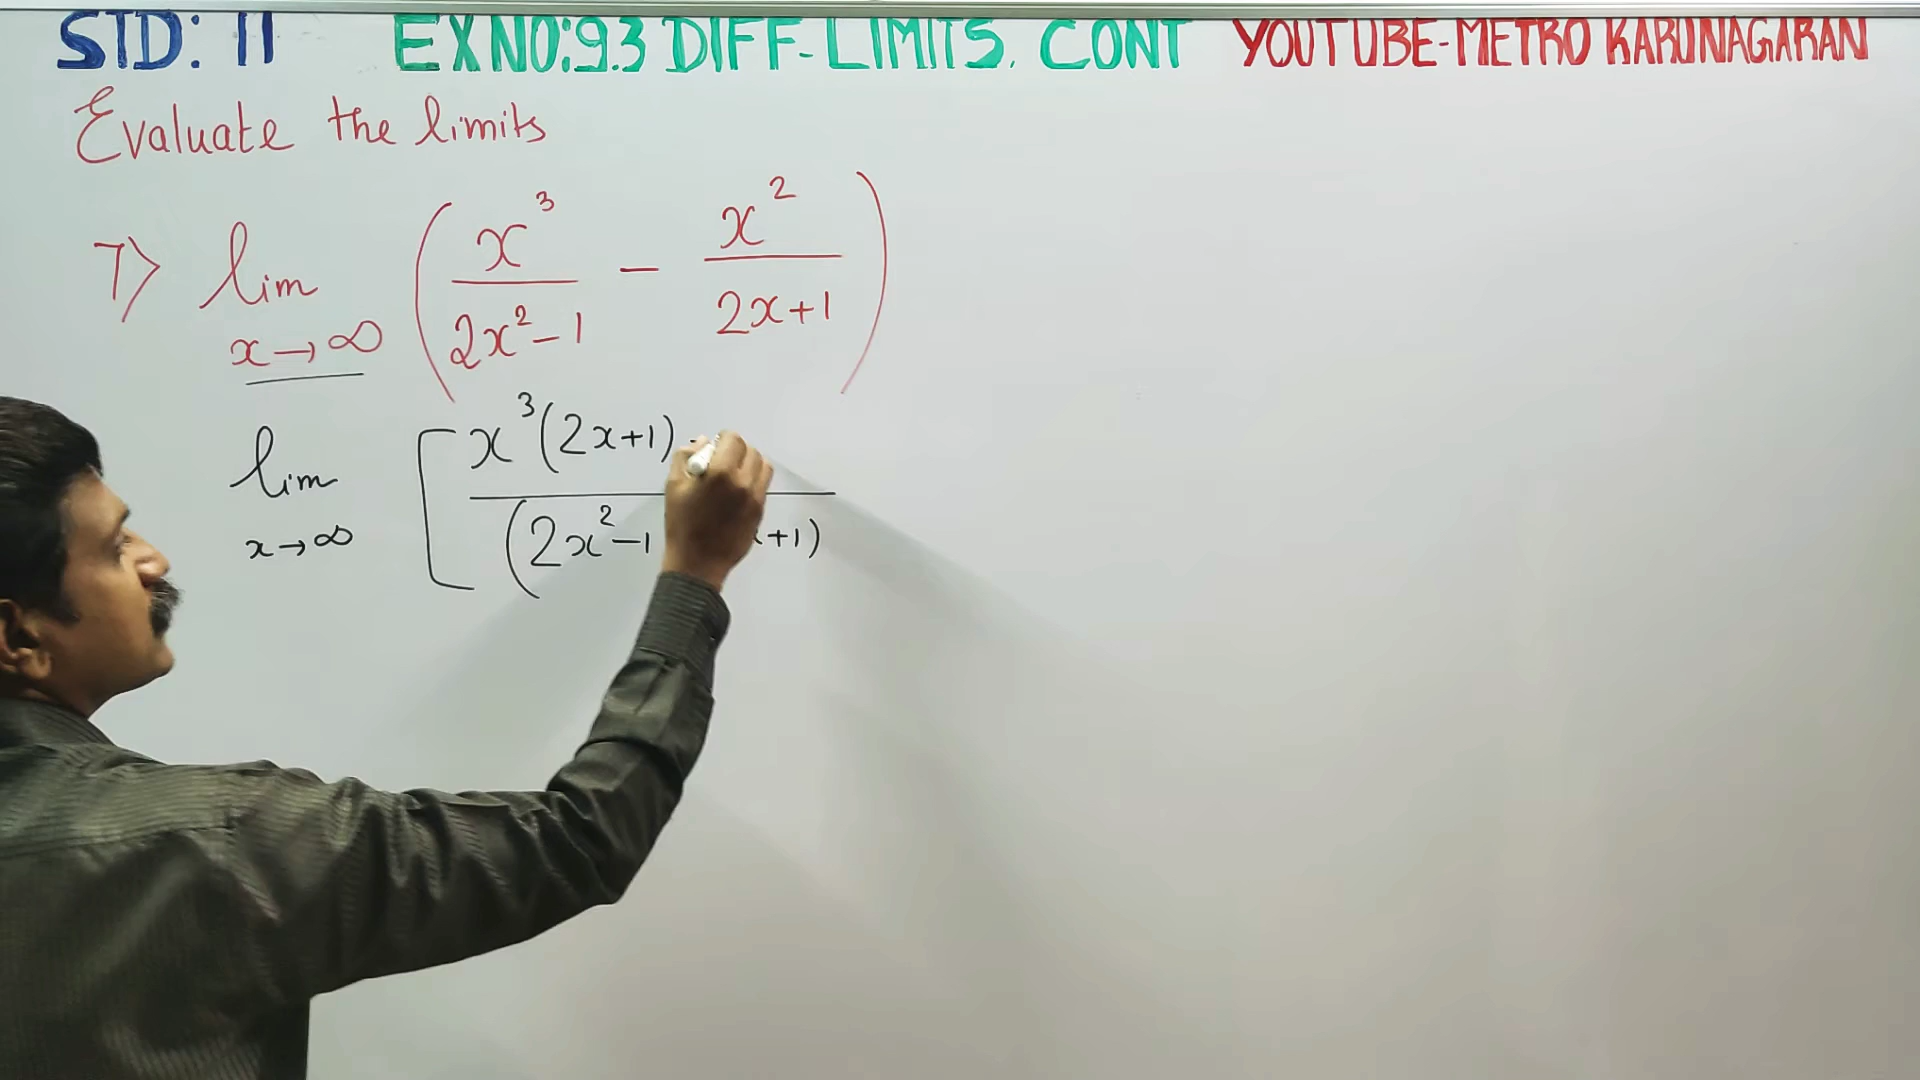 STD: 11 EX NO:9.3 DIFF-LIMITS. CONT YOUTUBE-METRO KARUNAGARAN
Evaluate the limits
7> lim x→∞ (x³/(2x²-1) - x²/(2x+1))
lim x→∞ [x³(2x+1) - / (2x²-1 x+1)